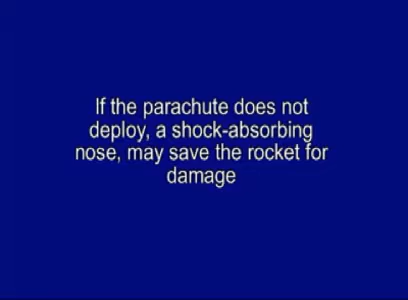 If the parachute does not
deploy, a shock-absorbing
nose, may save the rocket for
damage